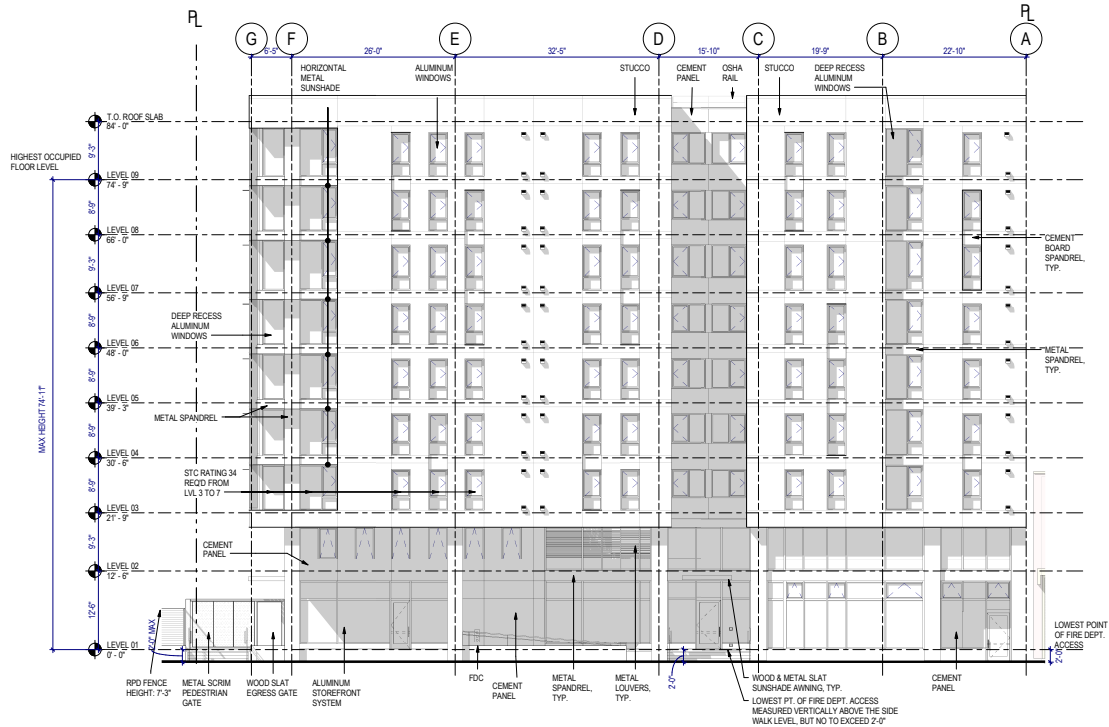 PL
PL
G
F
E
D
C
B
A
6'-5"
26'-0"
32'-5"
15'-10"
19'-9"
22'-10"
HORIZONTAL
METAL
SUNSHADE
ALUMINUM
WINDOWS
STUCCO
CEMENT
PANEL
OSHA
RAIL
STUCCO
DEEP RECESS
ALUMINUM
WINDOWS
T.O. ROOF SLAB
84' - 0"
9'-3"
HIGHEST OCCUPIED
FLOOR LEVEL
LEVEL 09
74' - 9"
8'-9"
LEVEL 08
66' - 0"
9'-3"
CEMENT
BOARD
SPANDREL,
TYP.
LEVEL 07
56' - 9"
8'-9"
DEEP RECESS
ALUMINUM
WINDOWS
LEVEL 06
48' - 0"
8'-9"
METAL
SPANDREL,
TYP.
MAX HEIGHT 74'-11"
LEVEL 05
39' - 3"
METAL SPANDREL
8'-9"
LEVEL 04
30' - 6"
STC RATING 34
REQ'D FROM
LVL 3 TO 7
8'-9"
LEVEL 03
21' - 9"
9'-3"
CEMENT
PANEL
LEVEL 02
12' - 6"
12'-6"
2'-0" MAX
LEVEL 01
0' - 0"
LOWEST POINT
OF FIRE DEPT.
ACCESS
2'-0"
2'-0"
RPD FENCE
HEIGHT: 7'-3"
METAL SCRIM
PEDESTRIAN
GATE
WOOD SLAT
EGRESS GATE
ALUMINUM
STOREFRONT
SYSTEM
FDC
CEMENT
PANEL
METAL
SPANDREL,
TYP.
METAL
LOUVERS,
TYP.
WOOD & METAL SLAT
SUNSHADE AWNING, TYP.
LOWEST PT. OF FIRE DEPT. ACCESS
MEASURED VERTICALLY ABOVE THE SIDE
WALK LEVEL, BUT NO TO EXCEED 2'-0"
CEMENT
PANEL